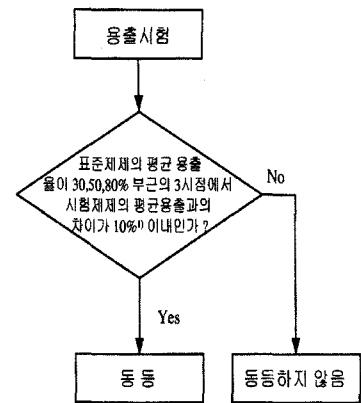 용출시험
표준제제의 평균 용출
율이 30,50,80% 부근의 3시점에서
시험제제의 평균용출과의
차이가 10%¹⁾ 이내인가 ?
No
Yes
동등
동등하지 않음